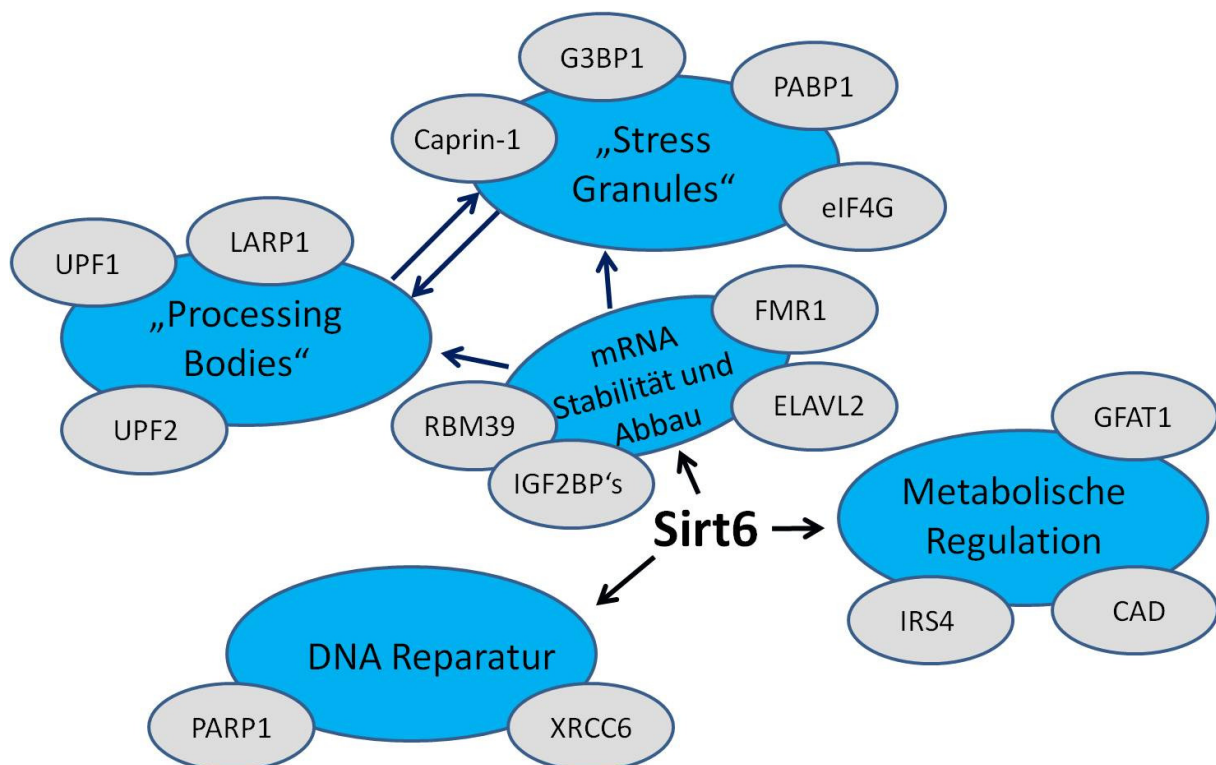 G3BP1
PABP1
Caprin-1
„Stress
Granules“
eIF4G
UPF1
LARP1
„Processing
Bodies“
UPF2
FMR1
mRNA
Stabilität und
Abbau
RBM39
ELAVL2
IGF2BP‘s
GFAT1
Metabolische
Regulation
IRS4
CAD
Sirt6
DNA Reparatur
PARP1
XRCC6